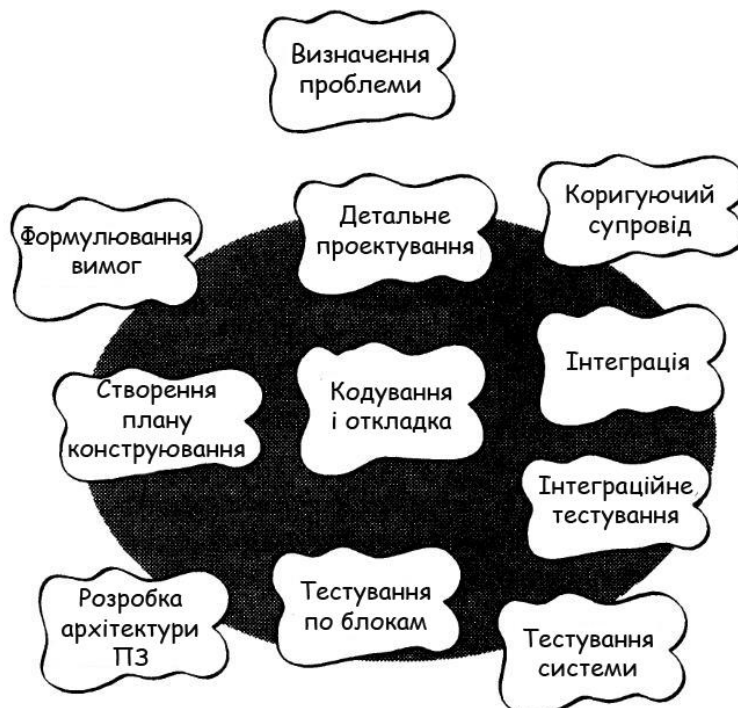 Визначення
проблеми
Формулювання
вимог
Детальне
проектування
Коригуючий
супровід
Створення
плану
конструювання
Кодування
і откладка
Інтеграція
Інтеграційне
тестування
Розробка
архітектури
ПЗ
Тестування
по блокам
Тестування
системи